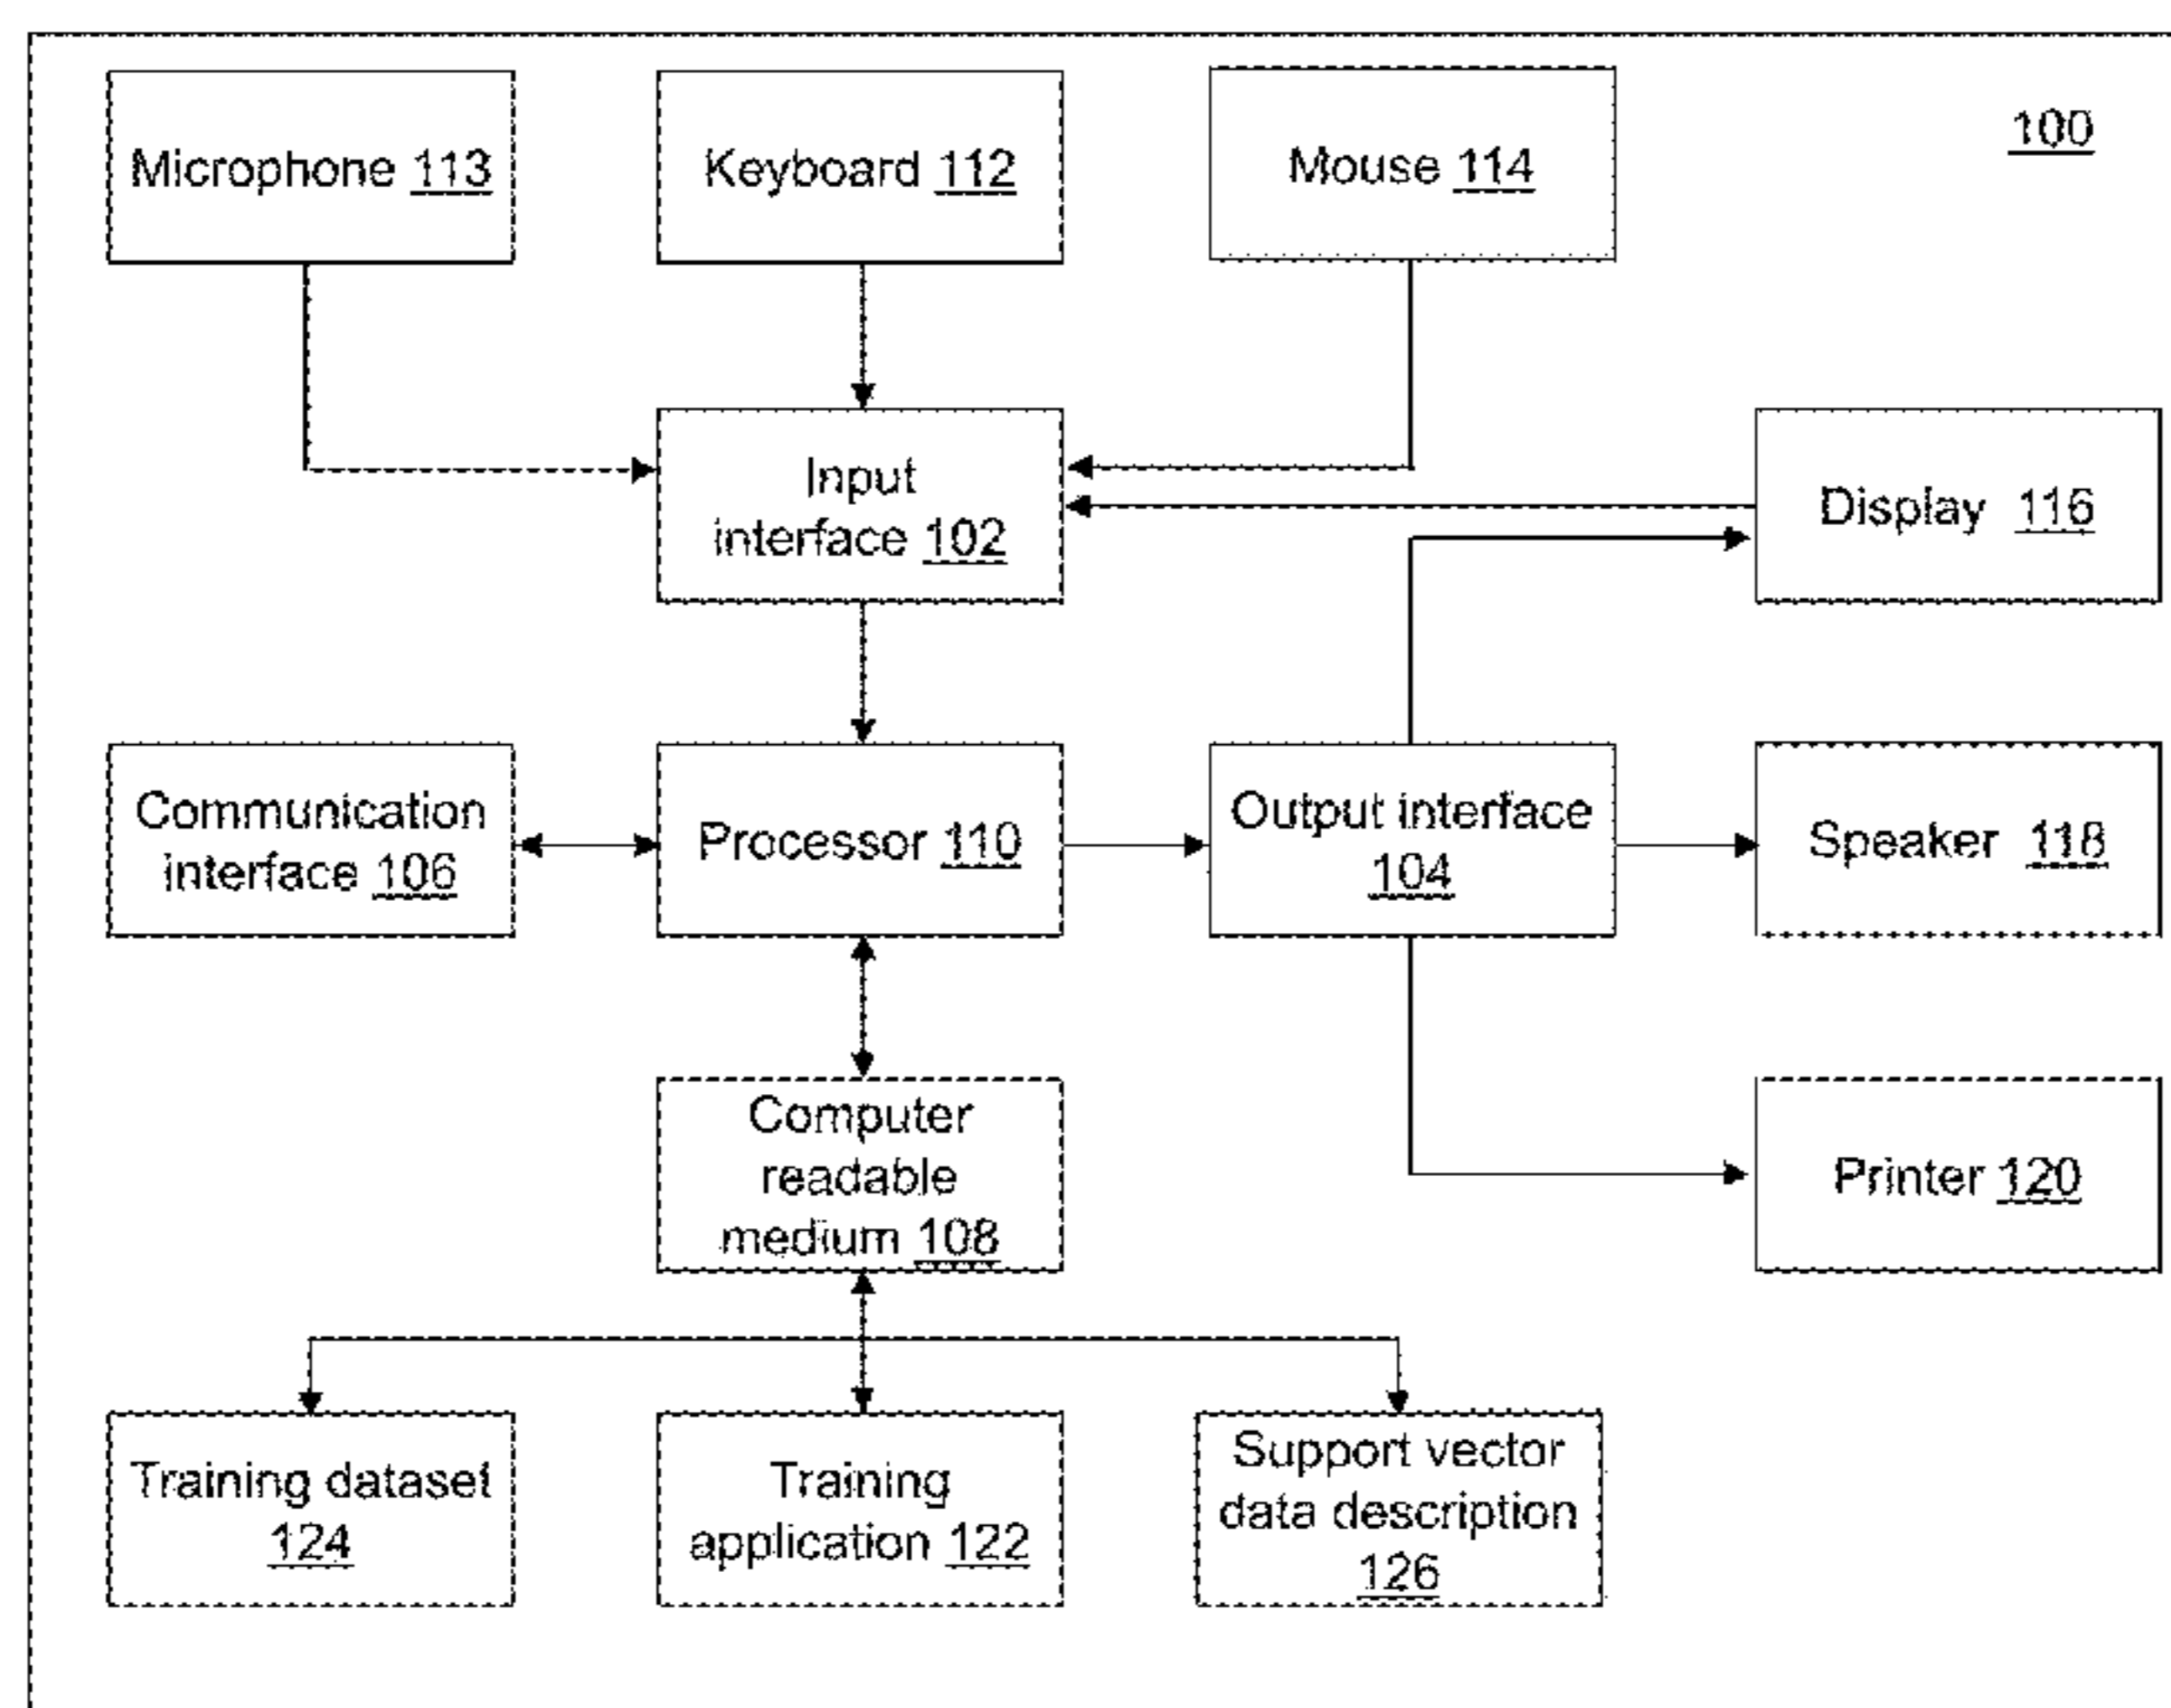 Microphone 113
Keyboard 112
Mouse 114
100
Input
interface 102
Display 116
Communication
interface 106
Processor 110
Output interface
104
Speaker 118
Computer
readable
medium 108
Printer 120
Training dataset
124
Training
application 122
Support vector
data description
126